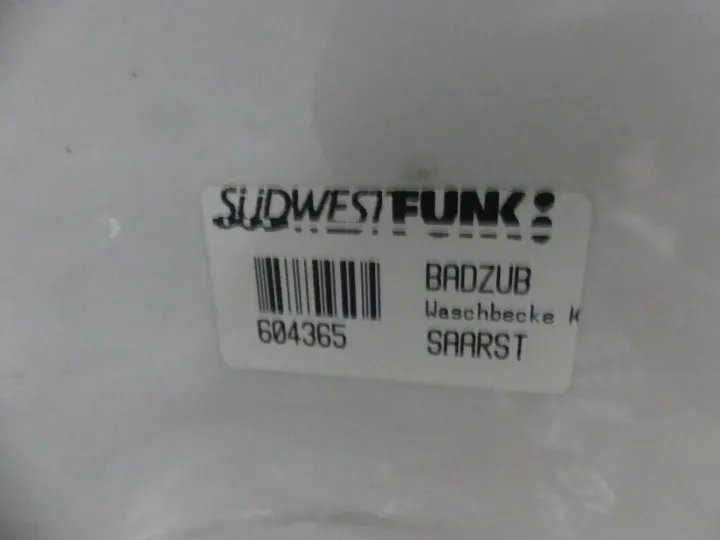 SÜDWESTFUNK
BADZUB
Waschbecke K
604365
SAARST